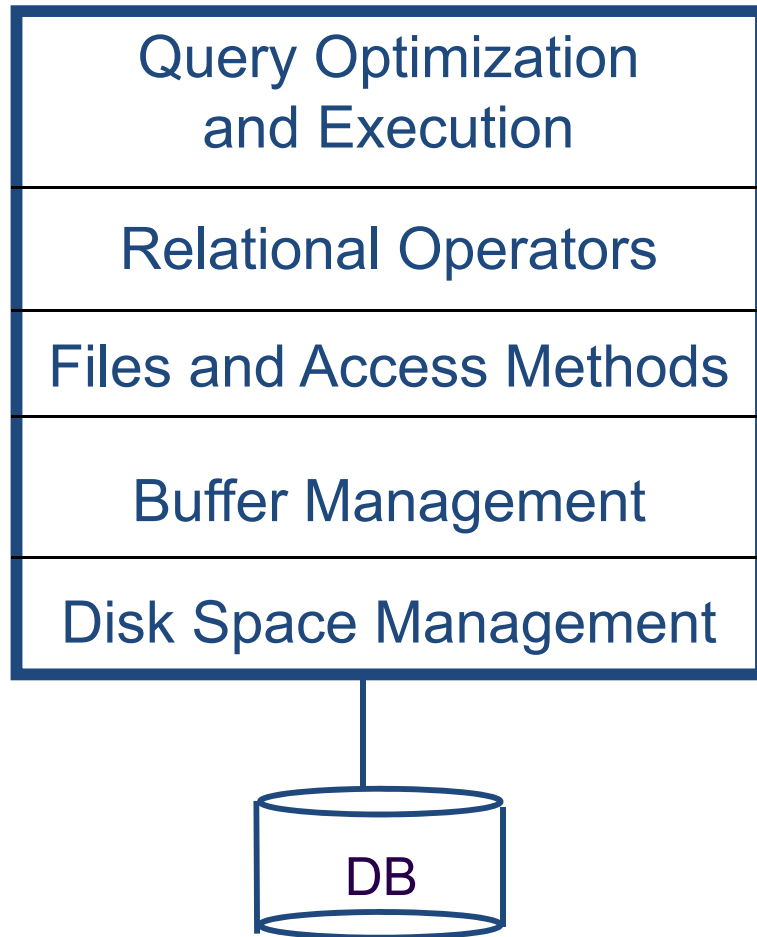 Query Optimization
and Execution
Relational Operators
Files and Access Methods
Buffer Management
Disk Space Management
DB